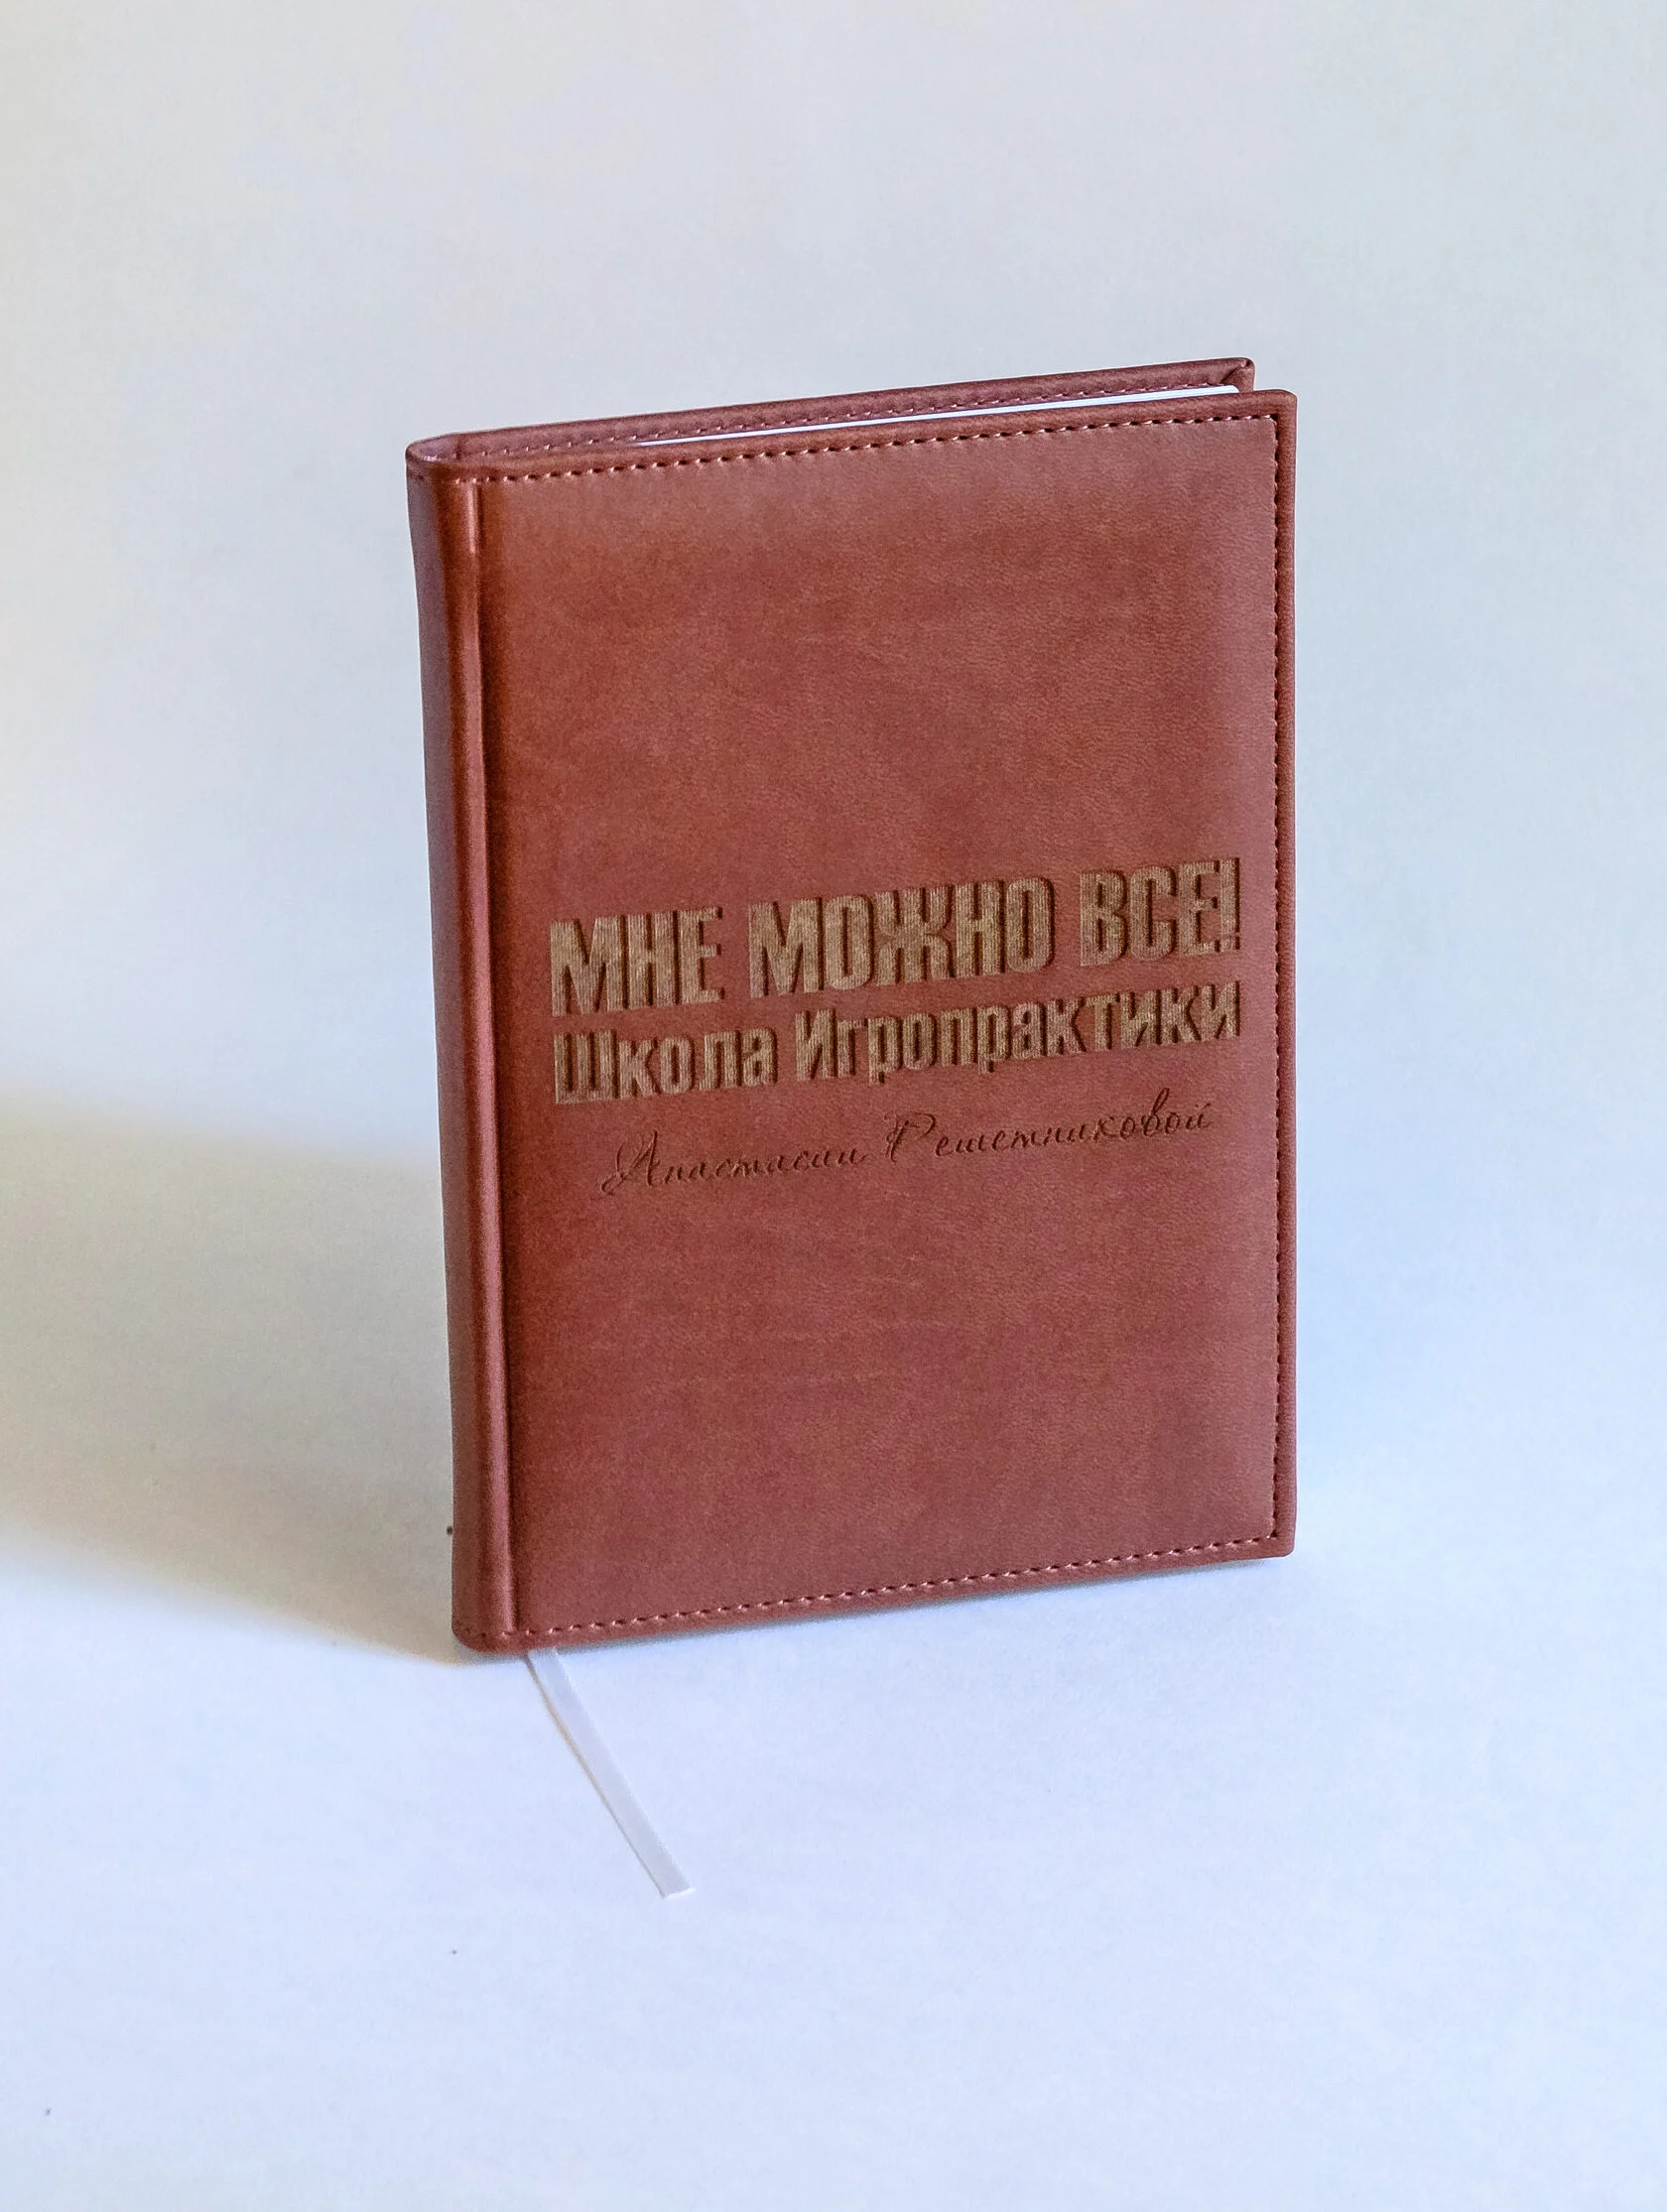 МНЕ МОЖНО ВСЕ!
Школа Игропрактики
Анастасии Решетниковой